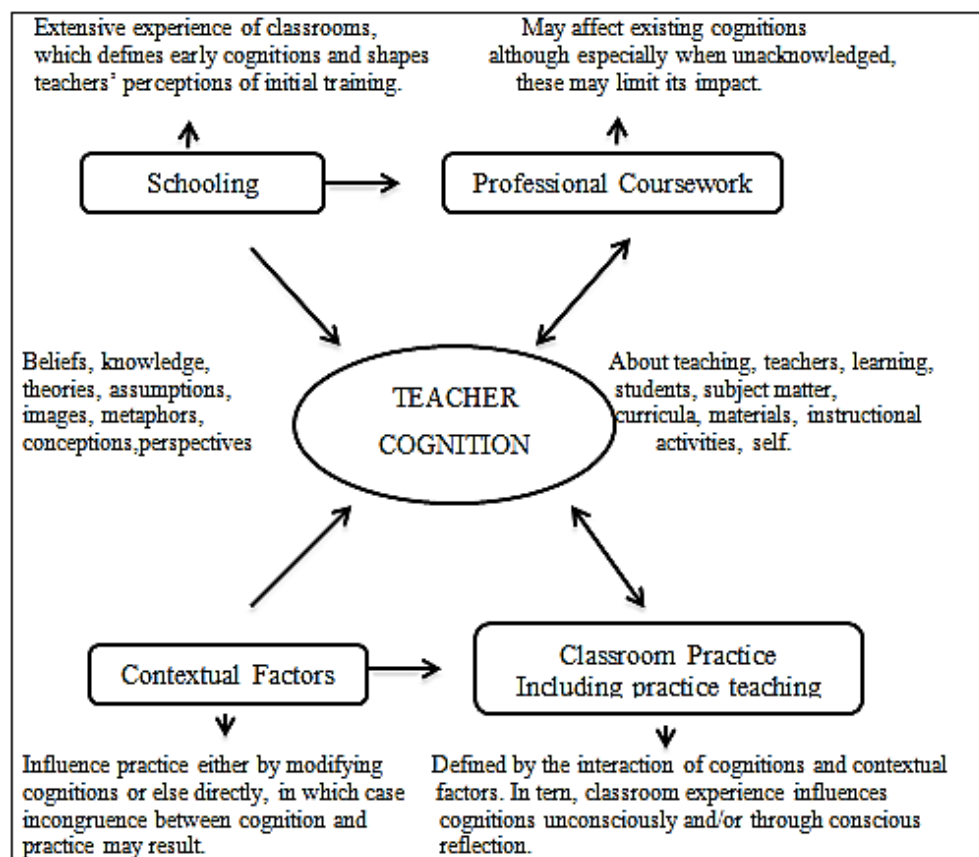 Extensive experience of classrooms,
which defines early cognitions and shapes
teachers' perceptions of initial training.
May affect existing cognitions
although especially when unacknowledged,
these may limit its impact.
Schooling
Professional Coursework
Beliefs, knowledge,
theories, assumptions,
images, metaphors,
conceptions,perspectives
TEACHER
COGNITION
About teaching, teachers, learning,
students, subject matter,
curricula, materials, instructional
activities, self.
Contextual Factors
Classroom Practice
Including practice teaching
Influence practice either by modifying
cognitions or else directly, in which case
incongruence between cognition and
practice may result.
Defined by the interaction of cognitions and contextual
factors. In tern, classroom experience influences
cognitions unconsciously and/or through conscious
reflection.